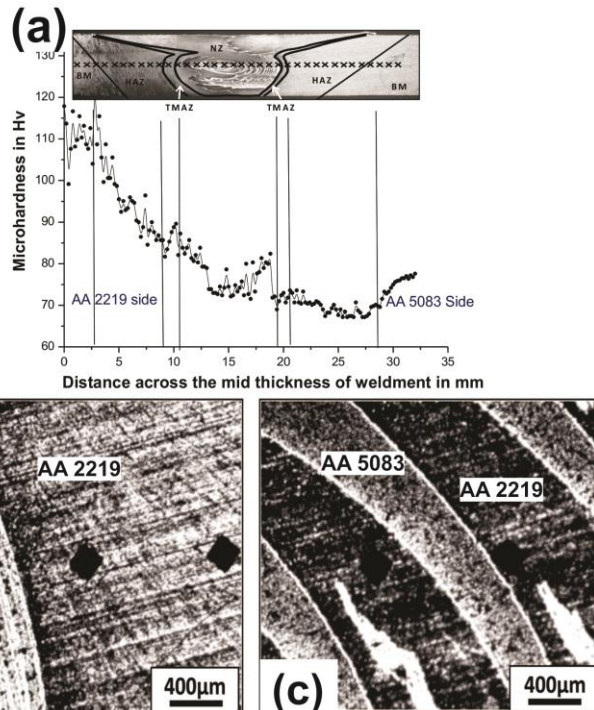 (a)
NZ
BM
HAZ
HAZ
BM
TMAZ
TMAZ
130
120
110
100
90
80
70
60
Microhardness in Hv
AA 2219 side
AA 5083 Side
0
5
10
15
20
25
30
35
Distance across the mid thickness of weldment in mm
AA 2219
400µm
AA 5083
AA 2219
(c)
400µm